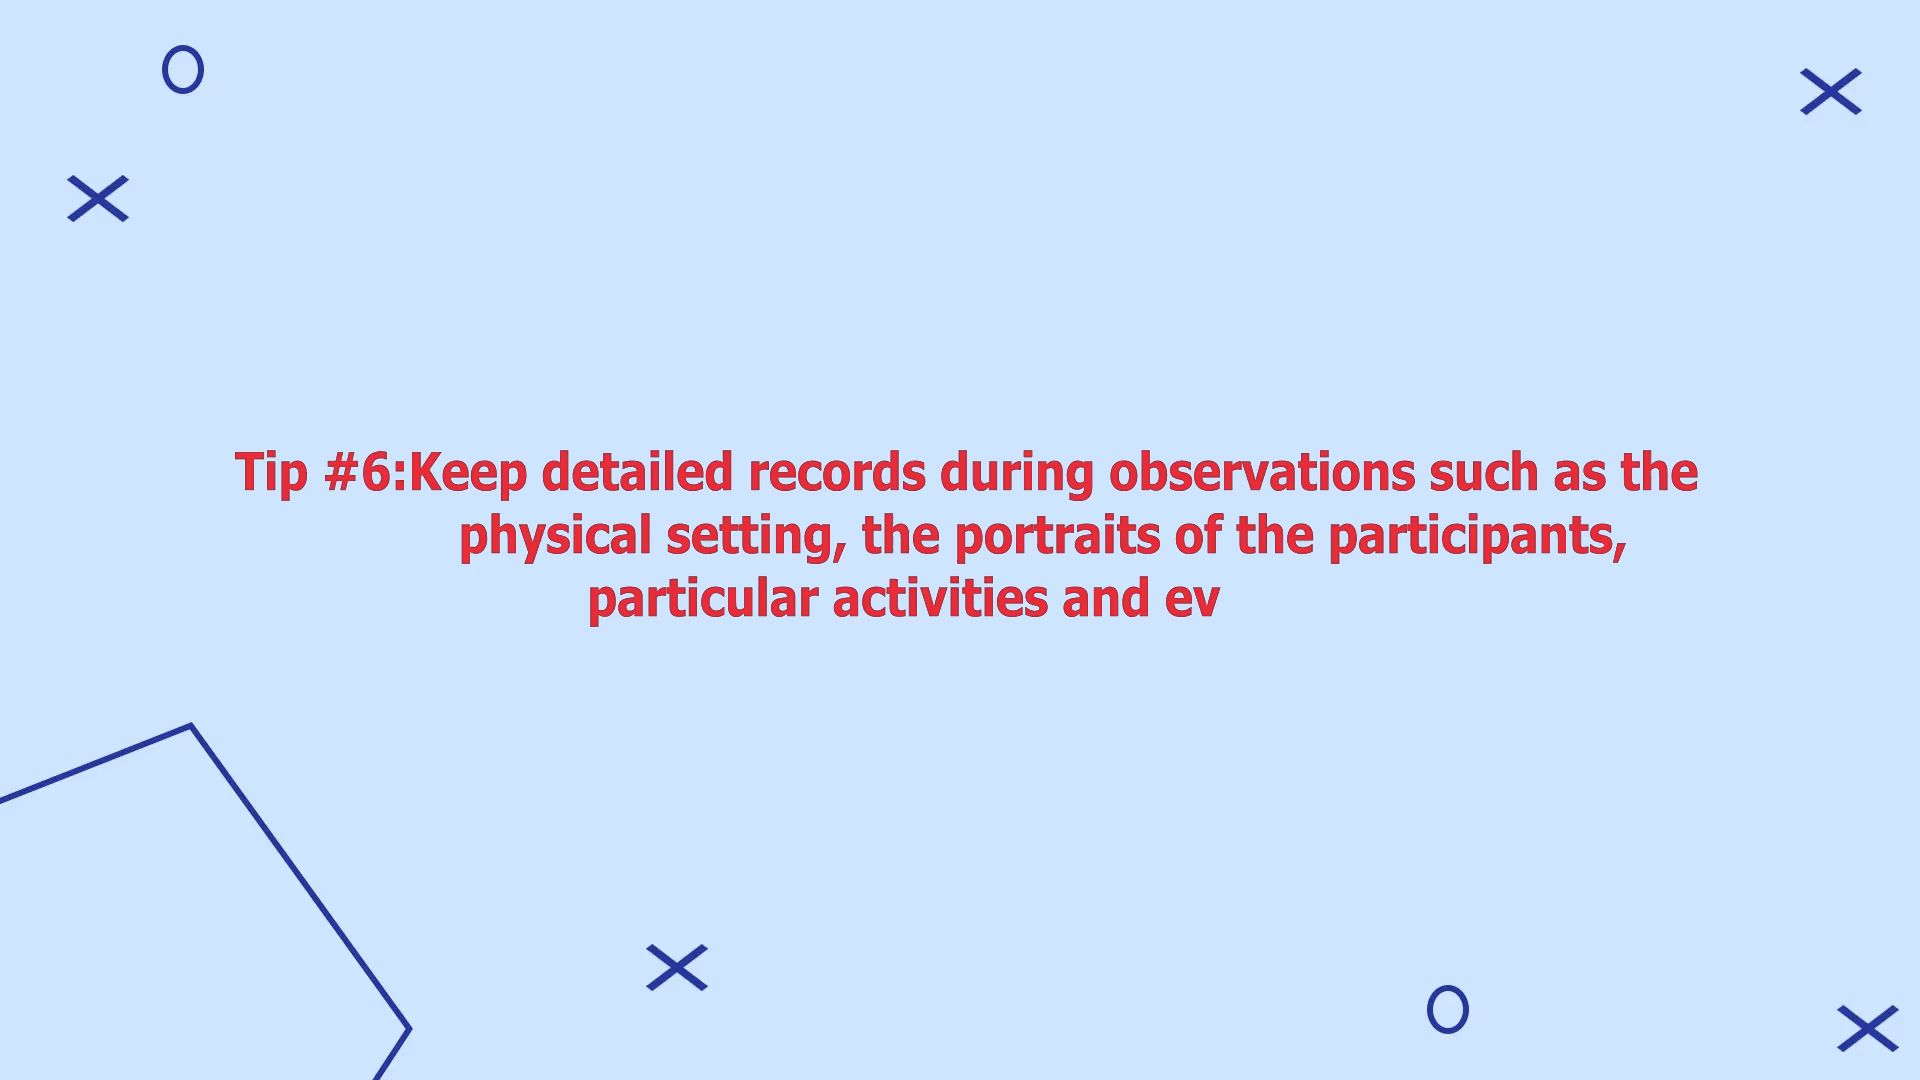 Tip #6:Keep detailed records during observations such as the
physical setting, the portraits of the participants,
particular activities and ev